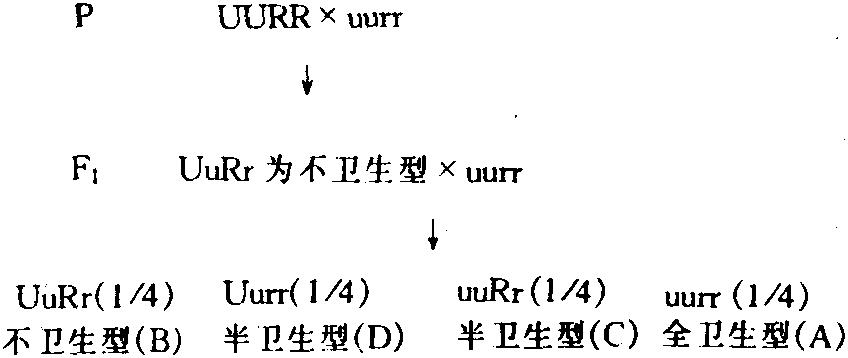 P UURR × uurr
↓
F₁ UuRr 为不卫生型 × uurr
↓
UuRr(1/4) Uurr(1/4) uuRr(1/4) uurr(1/4)
不卫生型(B) 半卫生型(D) 半卫生型(C) 全卫生型(A)